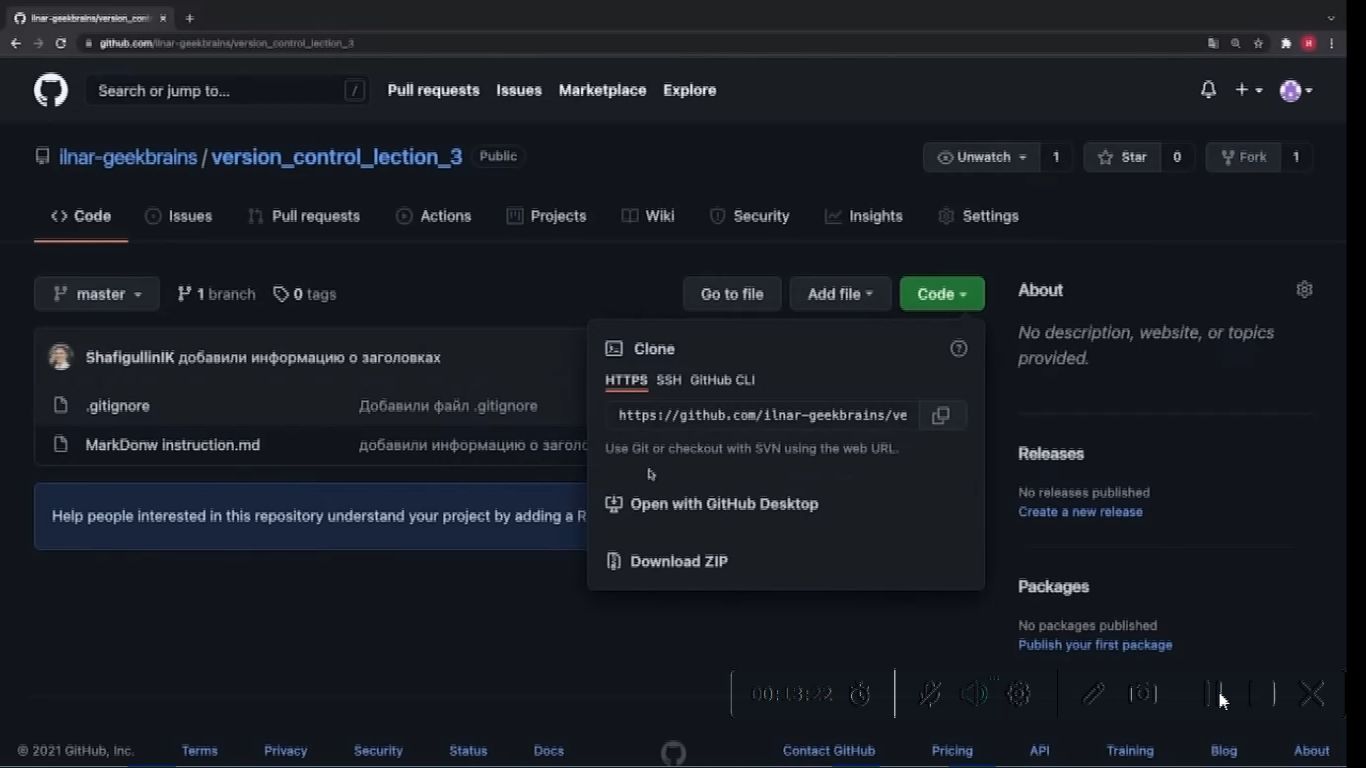 ilnar-geekbrains/version_cont
github.com/ilnar-geekbrains/version_control_lection_3
Search or jump to... /
Pull requests Issues Marketplace Explore
ilnar-geekbrains / version_control_lection_3 Public
Unwatch 1 Star 0 Fork 1
Code Issues Pull requests Actions Projects Wiki Security Insights Settings
master 1 branch 0 tags Go to file Add file Code
About
No description, website, or topics
provided.
ShafigullinIK добавили информацию о заголовках
.gitignore Добавили файл .gitignore
MarkDonw instruction.md добавили информацию о заголо
Help people interested in this repository understand your project by adding a R
Clone
HTTPS SSH GitHub CLI
https://github.com/ilnar-geekbrains/ve
Use Git or checkout with SVN using the web URL.
Open with GitHub Desktop
Download ZIP
Releases
No releases published
Create a new release
Packages
No packages published
Publish your first package
00:13:22
© 2021 GitHub, Inc. Terms Privacy Security Status Docs Contact GitHub Pricing API Training Blog About